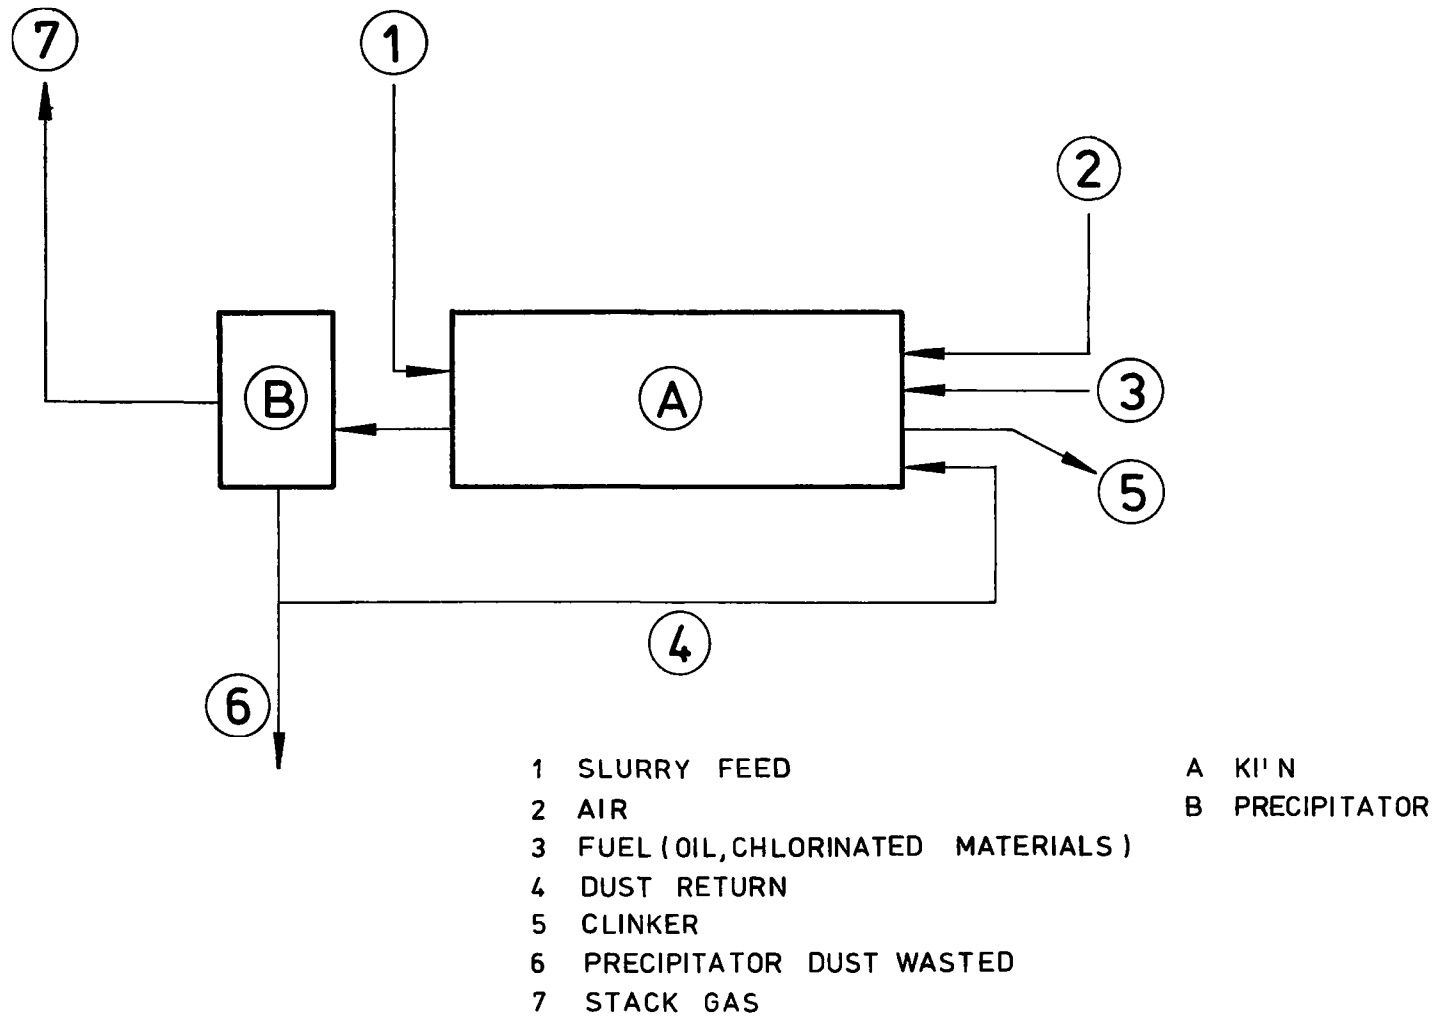 7
1
2
B
A
3
5
4
6
1 SLURRY FEED
2 AIR
3 FUEL (OIL, CHLORINATED MATERIALS)
4 DUST RETURN
5 CLINKER
6 PRECIPITATOR DUST WASTED
7 STACK GAS
A KI'N
B PRECIPITATOR